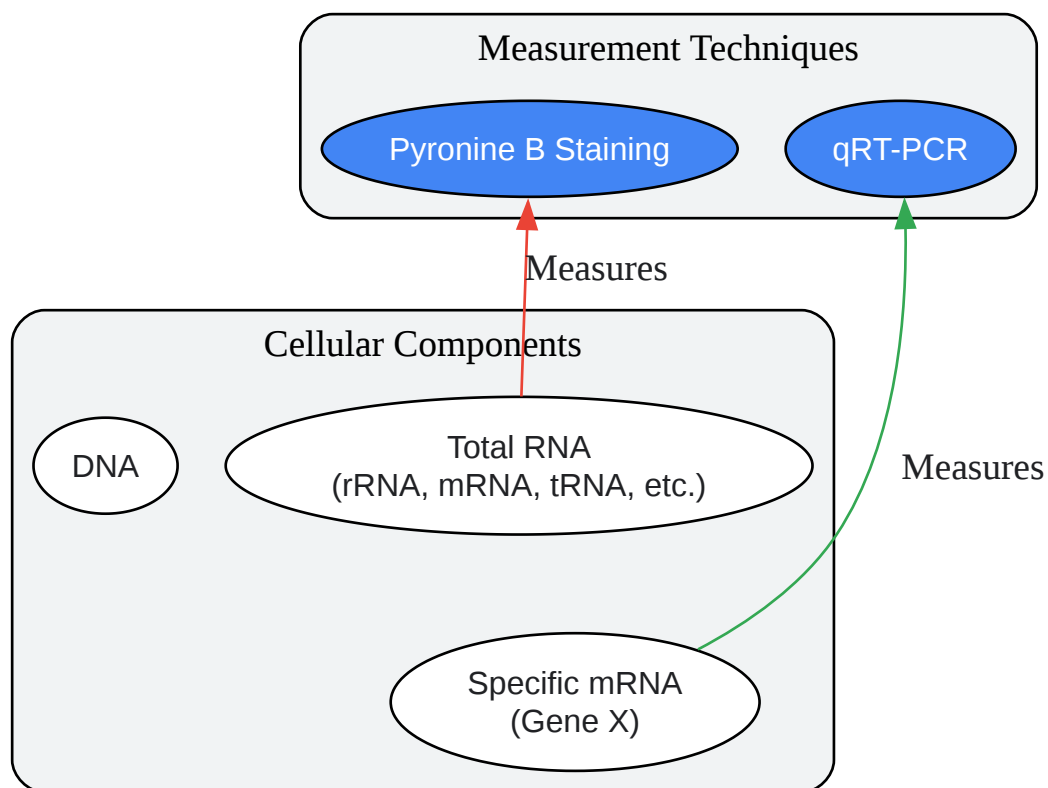 Measurement Techniques
Pyronine B Staining
qRT-PCR
Measures
Cellular Components
DNA
Total RNA
(rRNA, mRNA, tRNA, etc.)
Measures
Specific mRNA
(Gene X)